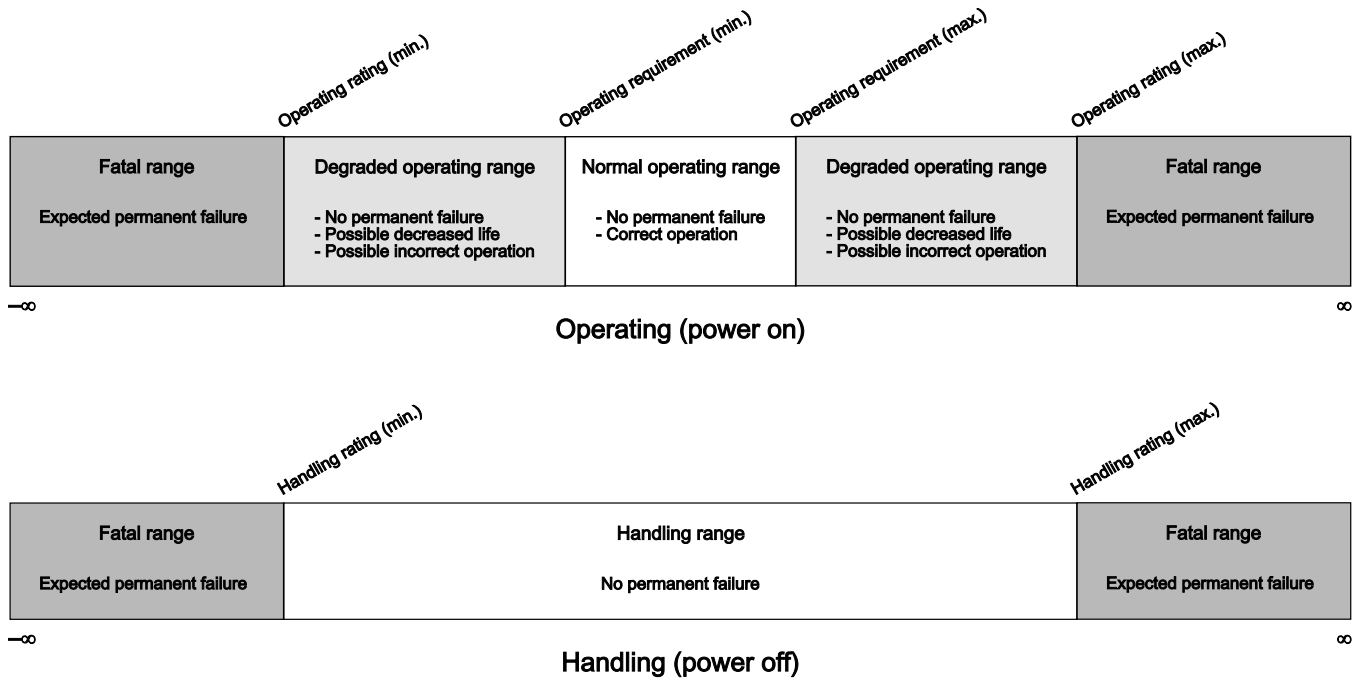 Operating rating (min.)
Operating requirement (min.)
Operating requirement (max.)
Operating rating (max.)
Fatal range
Expected permanent failure
Degraded operating range
- No permanent failure
- Possible decreased life
- Possible incorrect operation
Normal operating range
- No permanent failure
- Correct operation
Degraded operating range
- No permanent failure
- Possible decreased life
- Possible incorrect operation
Fatal range
Expected permanent failure
–∞
∞
Operating (power on)
Handling rating (min.)
Handling rating (max.)
Fatal range
Expected permanent failure
Handling range
No permanent failure
Fatal range
Expected permanent failure
–∞
∞
Handling (power off)